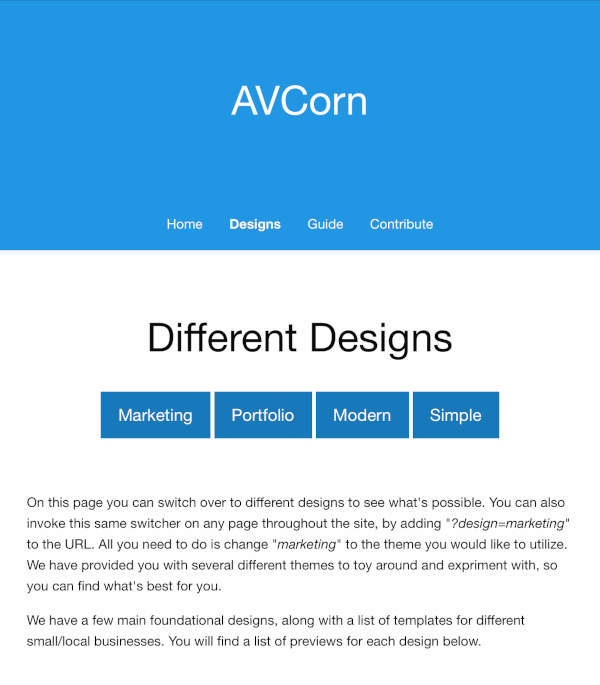 AVCorn
Home Designs Guide Contribute
Different Designs
Marketing Portfolio Modern Simple
On this page you can switch over to different designs to see what's possible. You can also
invoke this same switcher on any page throughout the site, by adding "?design=marketing"
to the URL. All you need to do is change "marketing" to the theme you would like to utilize.
We have provided you with several different themes to toy around and expriment with, so
you can find what's best for you.
We have a few main foundational designs, along with a list of templates for different
small/local businesses. You will find a list of previews for each design below.